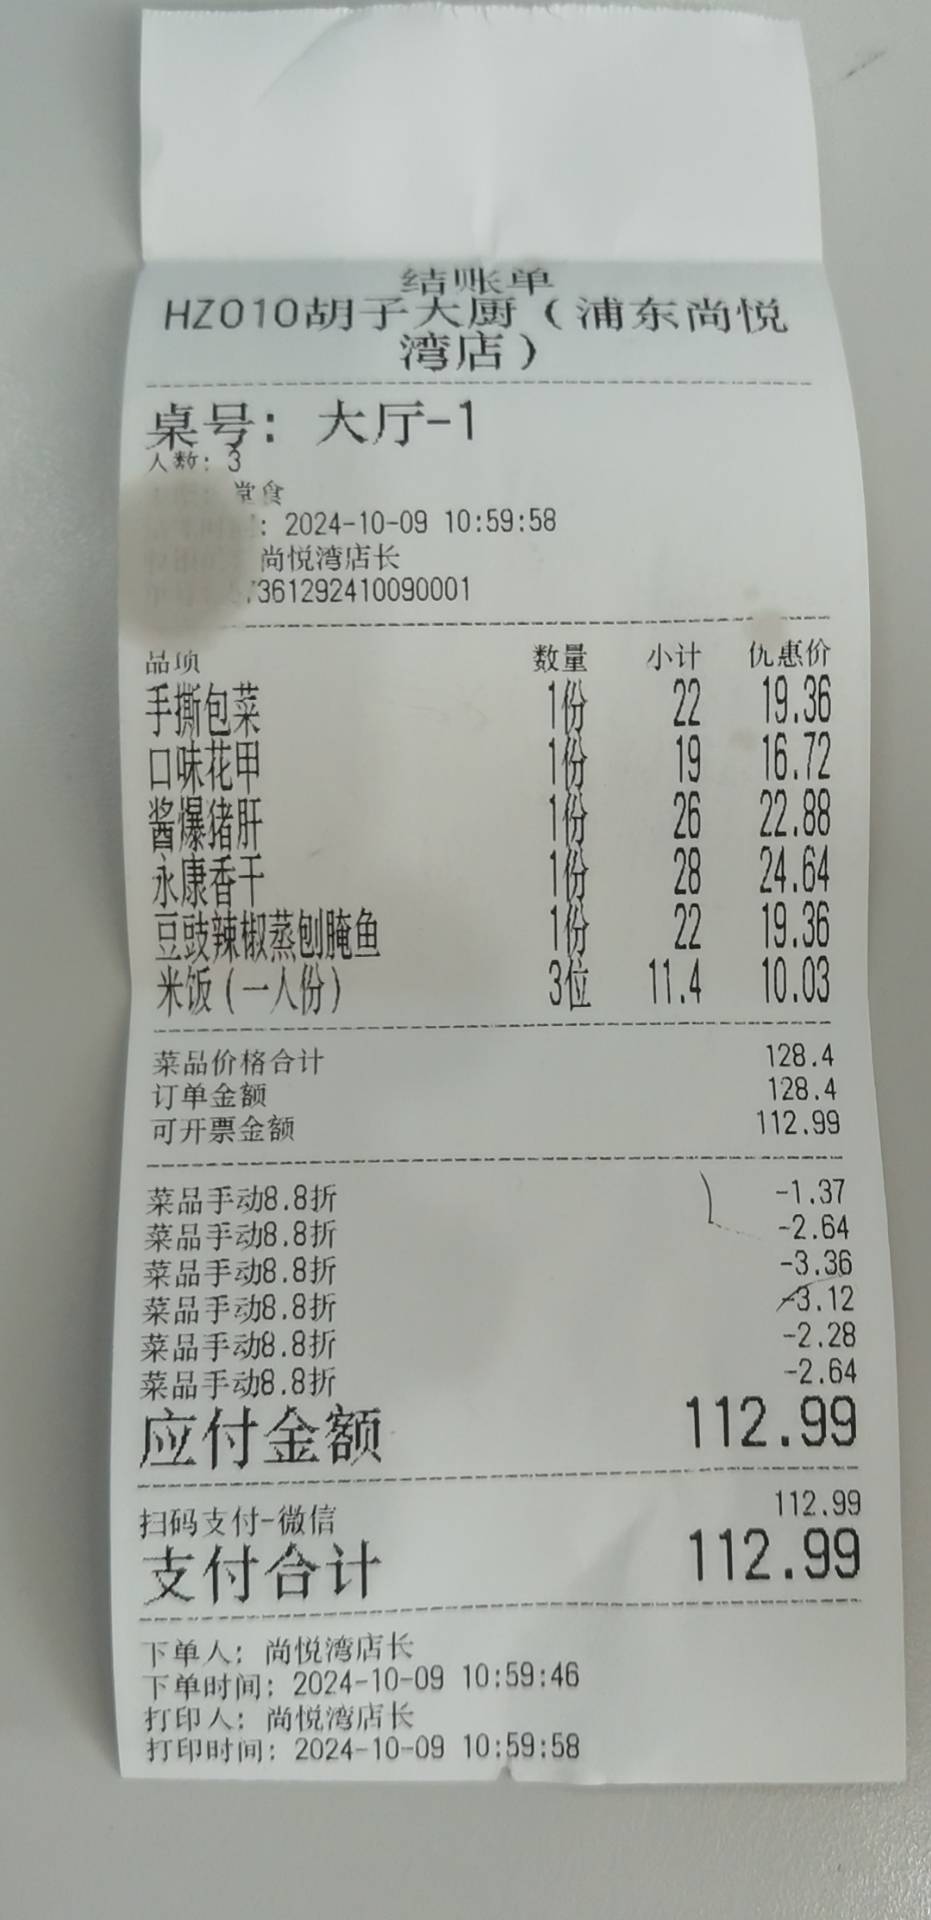 结账单
HZ010胡子大厨(浦东尚悦
湾店)
桌号: 大厅-1
人数: 3
堂食
: 2024-10-09 10:59:58
尚悦湾店长
7361292410090001
品项 数量 小计 优惠价
手撕包菜 1份 22 19.36
口味花甲 1份 19 16.72
酱爆猪肝 1份 26 22.88
永康香干 1份 28 24.64
豆豉辣椒蒸刨腌鱼 1份 22 19.36
米饭(一人份) 3位 11.4 10.03
菜品价格合计 128.4
订单金额 128.4
可开票金额 112.99
菜品手动8.8折 -1.37
菜品手动8.8折 -2.64
菜品手动8.8折 -3.36
菜品手动8.8折 -3.12
菜品手动8.8折 -2.28
菜品手动8.8折 -2.64
应付金额 112.99
扫码支付-微信 112.99
支付合计 112.99
下单人: 尚悦湾店长
下单时间: 2024-10-09 10:59:46
打印人: 尚悦湾店长
打印时间: 2024-10-09 10:59:58